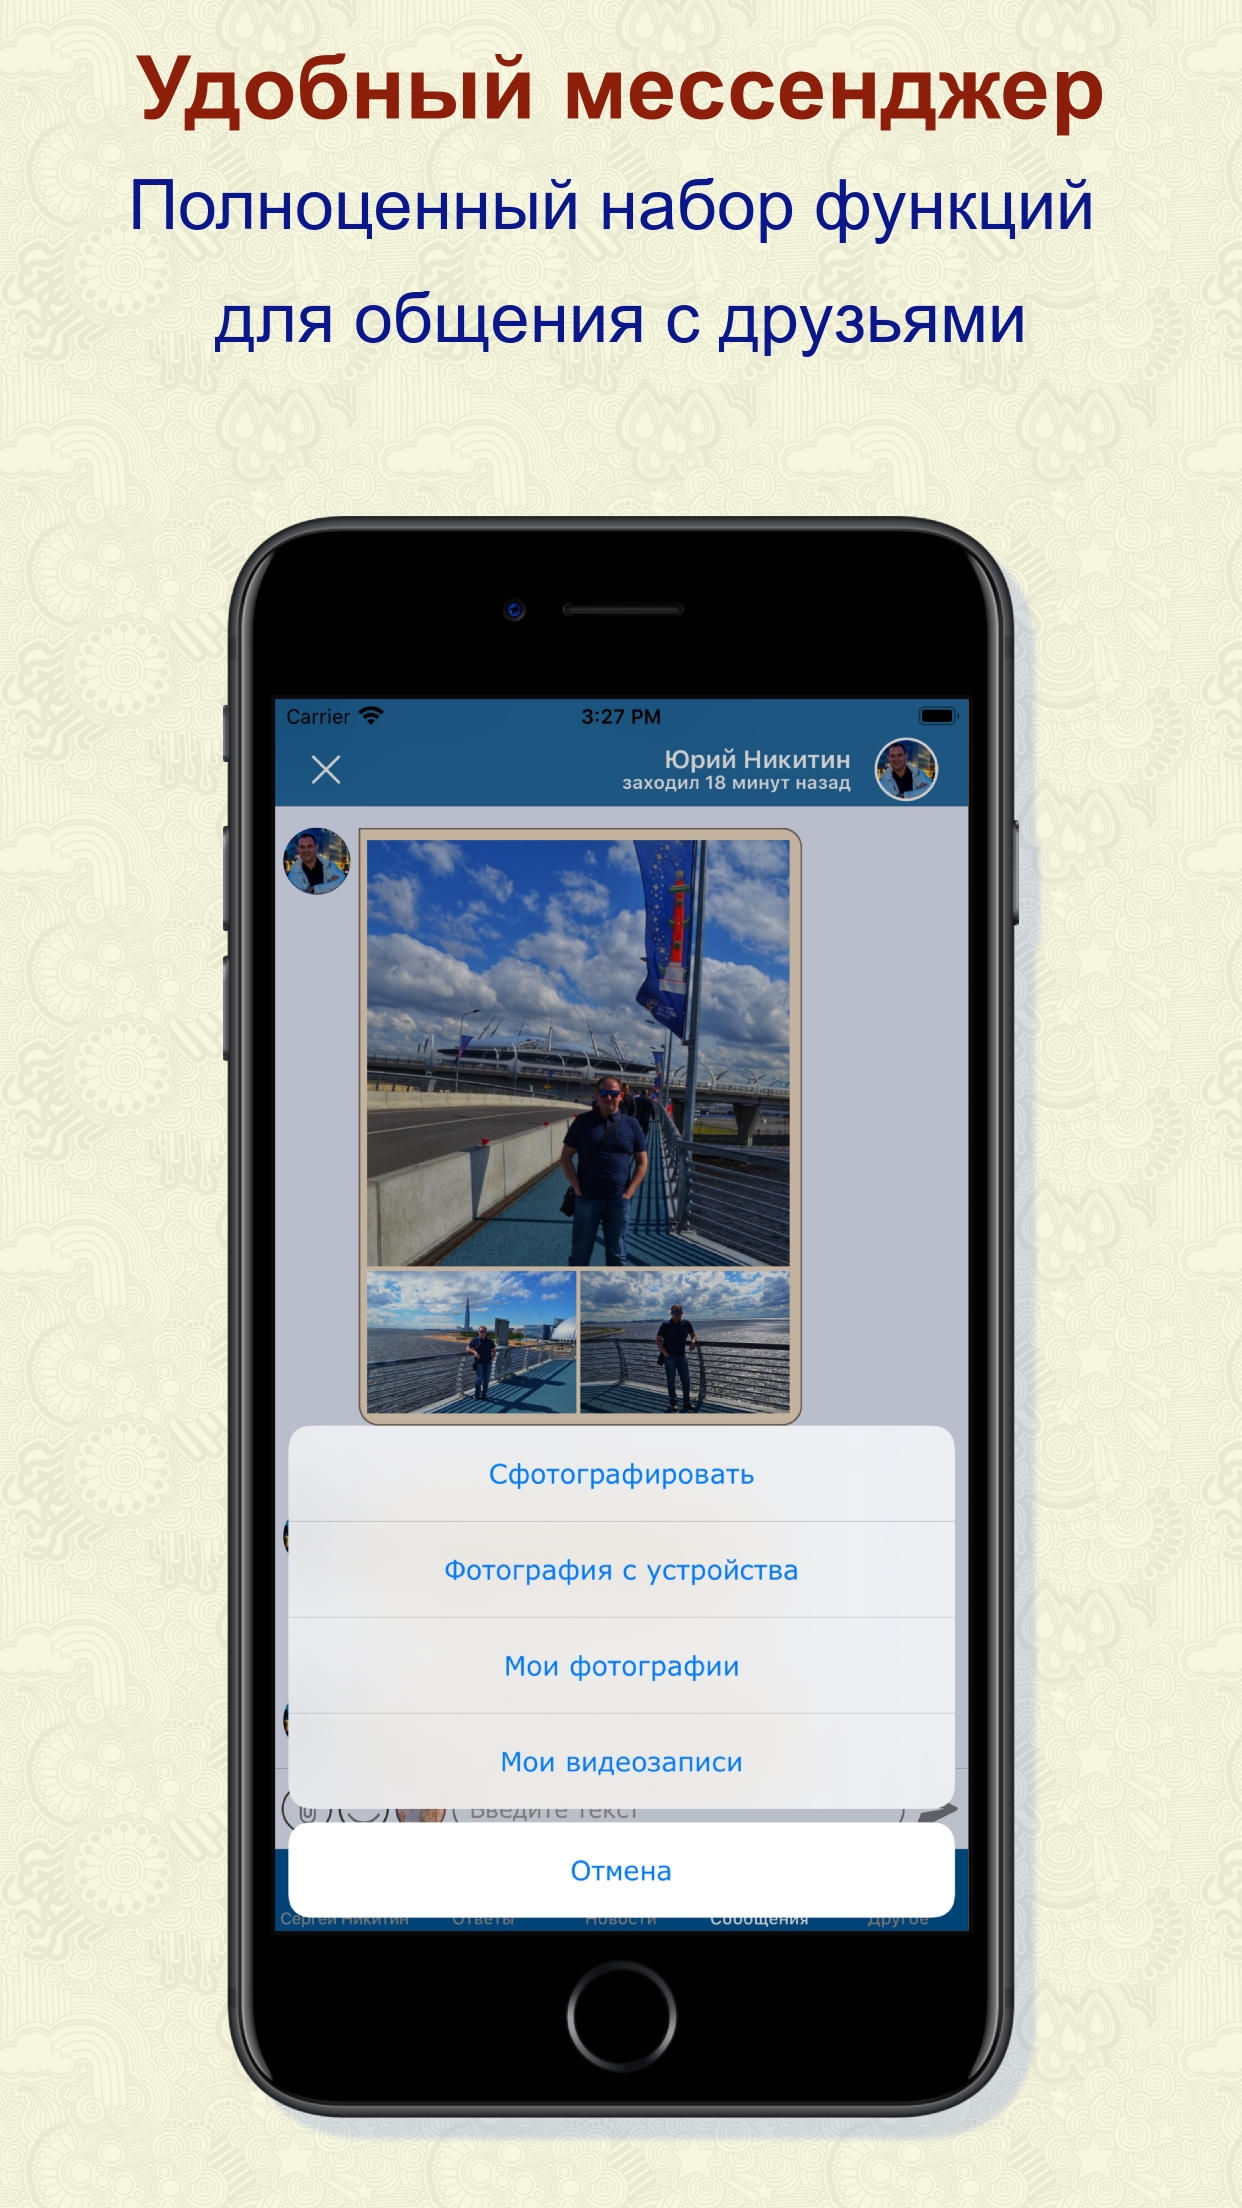 Удобный мессенджер
Полноценный набор функций
для общения с друзьями
Carrier
3:27 PM
Юрий Никитин
заходил 18 минут назад
Сфотографировать
Фотография с устройства
Мои фотографии
Мои видеозаписи
Введите текст
Отмена
Сергей Никитин Ответы Новости Сообщения Другое